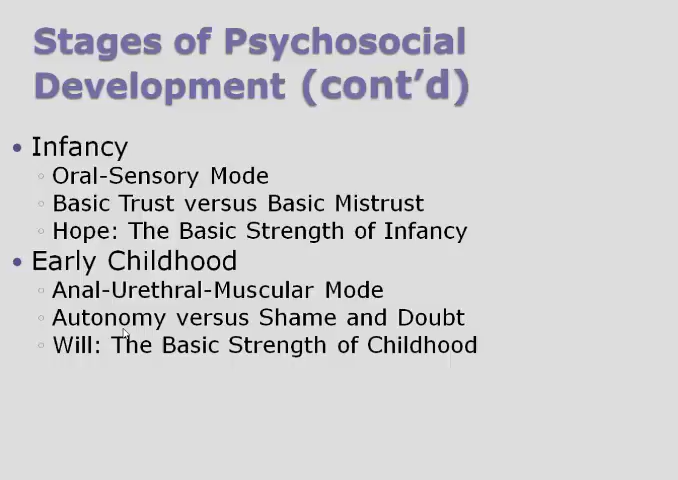 Stages of Psychosocial
Development (cont’d)
• Infancy
◦ Oral-Sensory Mode
◦ Basic Trust versus Basic Mistrust
◦ Hope: The Basic Strength of Infancy
• Early Childhood
◦ Anal-Urethral-Muscular Mode
◦ Autonomy versus Shame and Doubt
◦ Will: The Basic Strength of Childhood